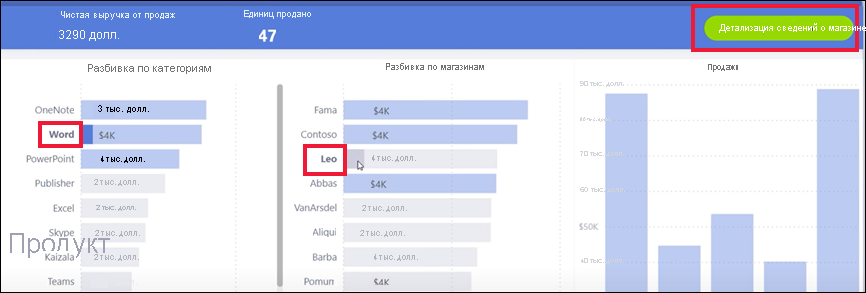 Чистая выручка от продаж
3290 долл.
Единиц продано
47
Детализация сведений о магазине
Разбивка по категориям
OneNote 3 тыс. долл.
Word $4K
PowerPoint 4 тыс. долл.
Publisher 2 тыс. долл.
Excel 2 тыс. долл.
Skype 2 тыс. долл.
Kaizala 2 тыс. долл.
Teams
Продукт
Разбивка по магазинам
Fama $4K
Contoso $4K
Leo 4 тыс. долл.
Abbas $4K
VanArsdel 2 тыс. долл.
Aliqui 2 тыс. долл.
Barba 4 тыс. долл.
Pomum $4K
Продажи
90 тыс. долл.
70 тыс. долл.
60 тыс. долл.
$50K
40 тыс. долл.